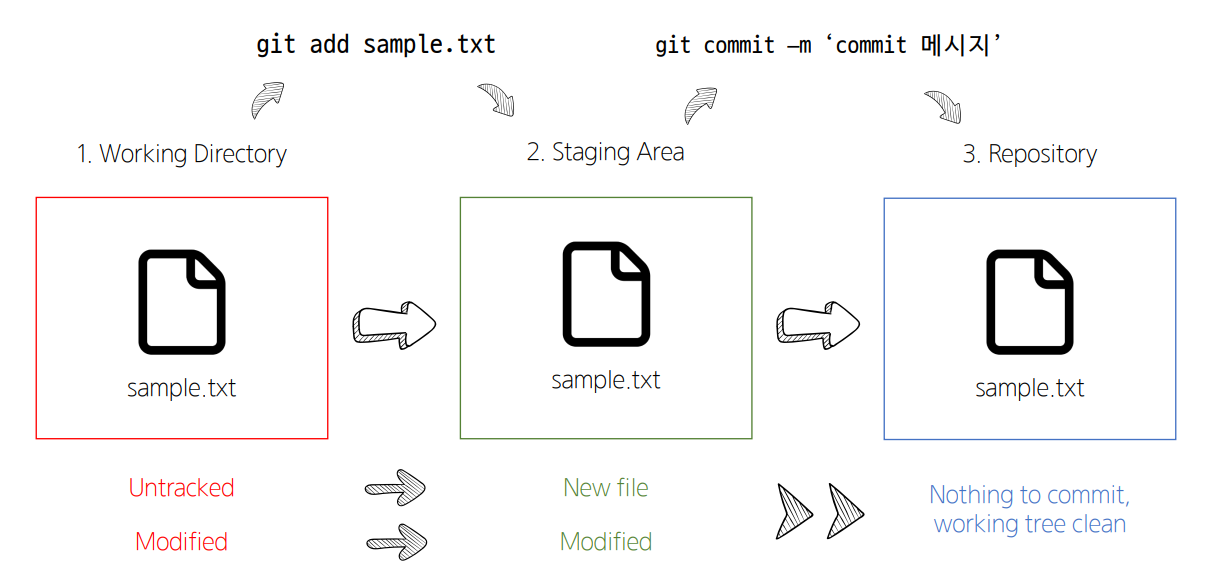 git add sample.txt
git commit –m ‘commit 메시지’
1. Working Directory
2. Staging Area
3. Repository
sample.txt
sample.txt
sample.txt
Untracked
New file
Nothing to commit,
working tree clean
Modified
Modified